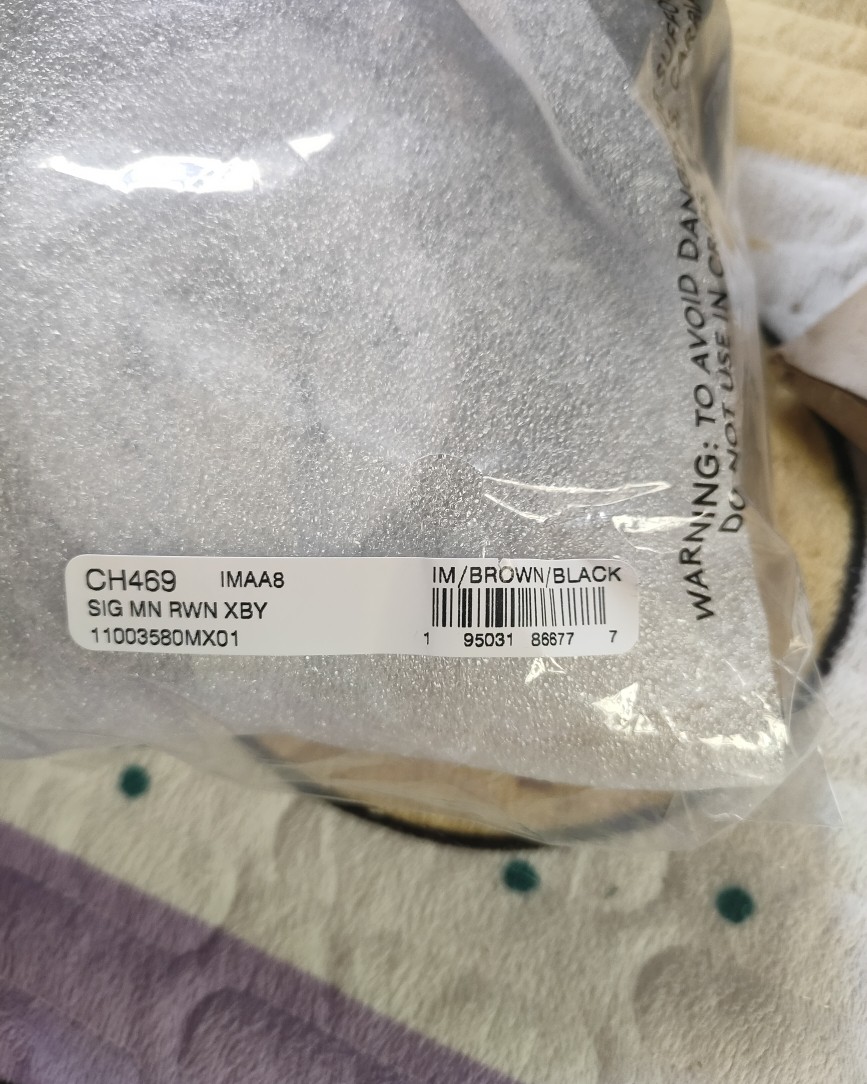 WARNING: TO AVOID
DO NOT USE IN
CH469 IMAA8 IM/BROWN/BLACK
SIG MN RWN XBY
11003580MX01 1 95031 86677 7